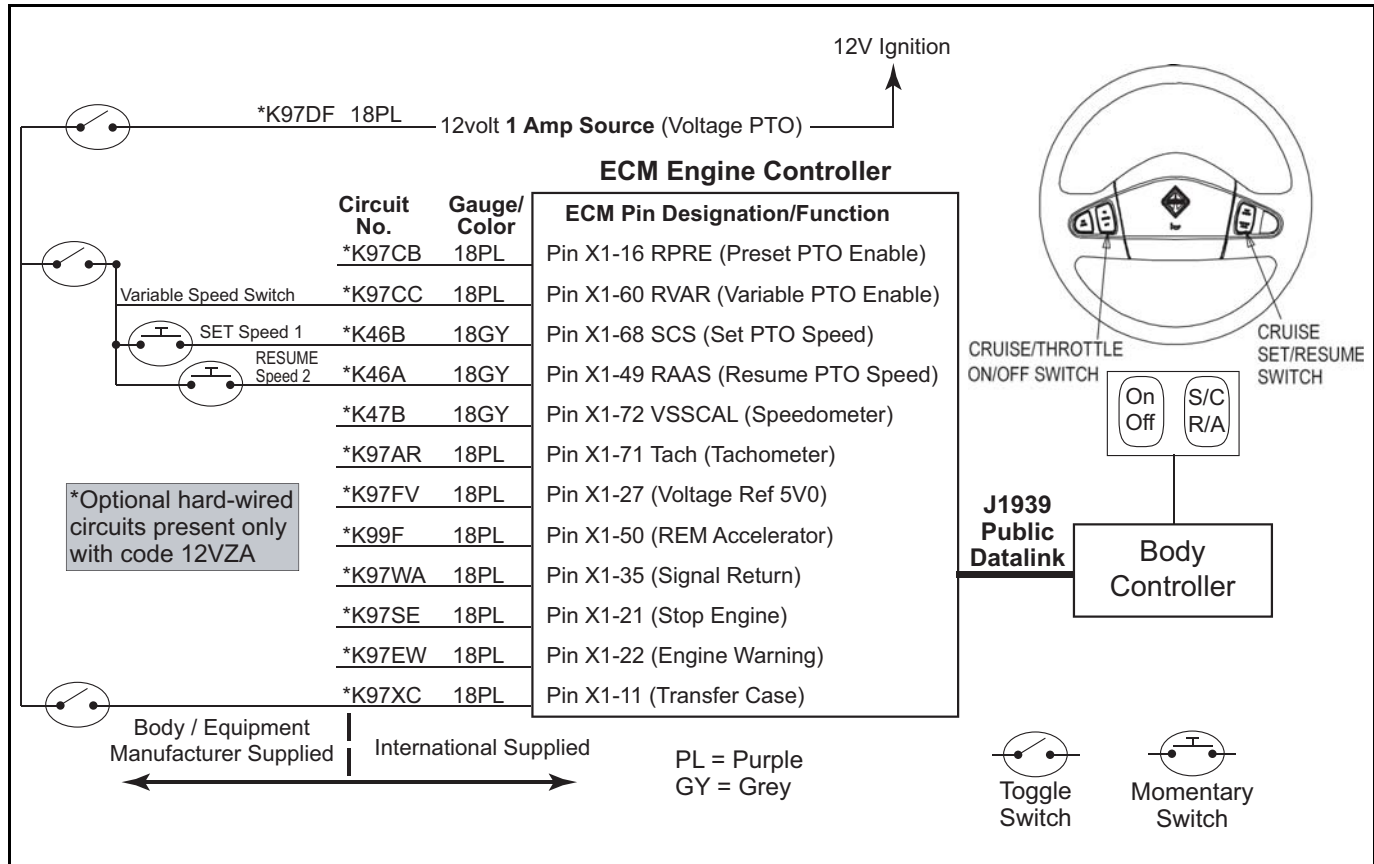 12V Ignition
*K97DF 18PL 12volt 1 Amp Source (Voltage PTO)
ECM Engine Controller
Circuit No. Gauge/ Color ECM Pin Designation/Function
*K97CB 18PL Pin X1-16 RPRE (Preset PTO Enable)
Variable Speed Switch *K97CC 18PL Pin X1-60 RVAR (Variable PTO Enable)
SET Speed 1 *K46B 18GY Pin X1-68 SCS (Set PTO Speed)
RESUME Speed 2 *K46A 18GY Pin X1-49 RAAS (Resume PTO Speed)
*K47B 18GY Pin X1-72 VSSCAL (Speedometer)
*K97AR 18PL Pin X1-71 Tach (Tachometer)
*K97FV 18PL Pin X1-27 (Voltage Ref 5V0)
*K99F 18PL Pin X1-50 (REM Accelerator)
*K97WA 18PL Pin X1-35 (Signal Return)
*K97SE 18PL Pin X1-21 (Stop Engine)
*K97EW 18PL Pin X1-22 (Engine Warning)
*K97XC 18PL Pin X1-11 (Transfer Case)
*Optional hard-wired
circuits present only
with code 12VZA
Body / Equipment
Manufacturer Supplied
International Supplied
PL = Purple
GY = Grey
CRUISE/THROTTLE
ON/OFF SWITCH
CRUISE
SET/RESUME
SWITCH
On
Off
S/C
R/A
J1939
Public
Datalink
Body
Controller
Toggle
Switch
Momentary
Switch